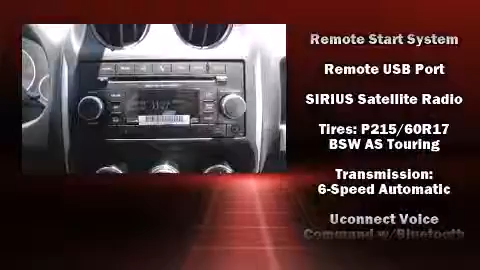 Remote Start System
Remote USB Port
SIRIUS Satellite Radio
Tires: P215/60R17
BSW AS Touring
Transmission:
6-Speed Automatic
Uconnect Voice
Command w/Bluetooth